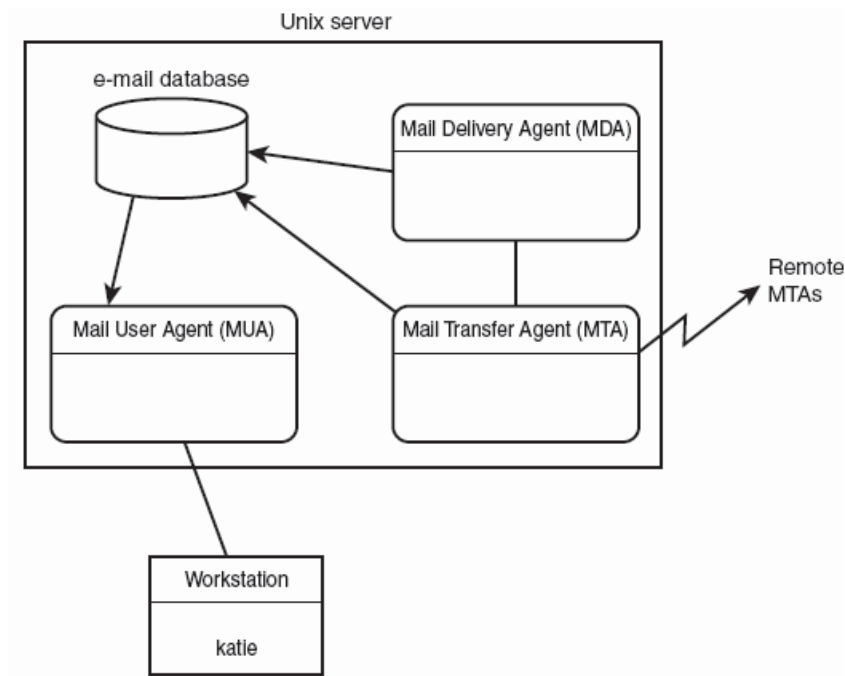 Unix server
e-mail database
Mail Delivery Agent (MDA)
Remote
MTAs
Mail User Agent (MUA)
Mail Transfer Agent (MTA)
Workstation
katie